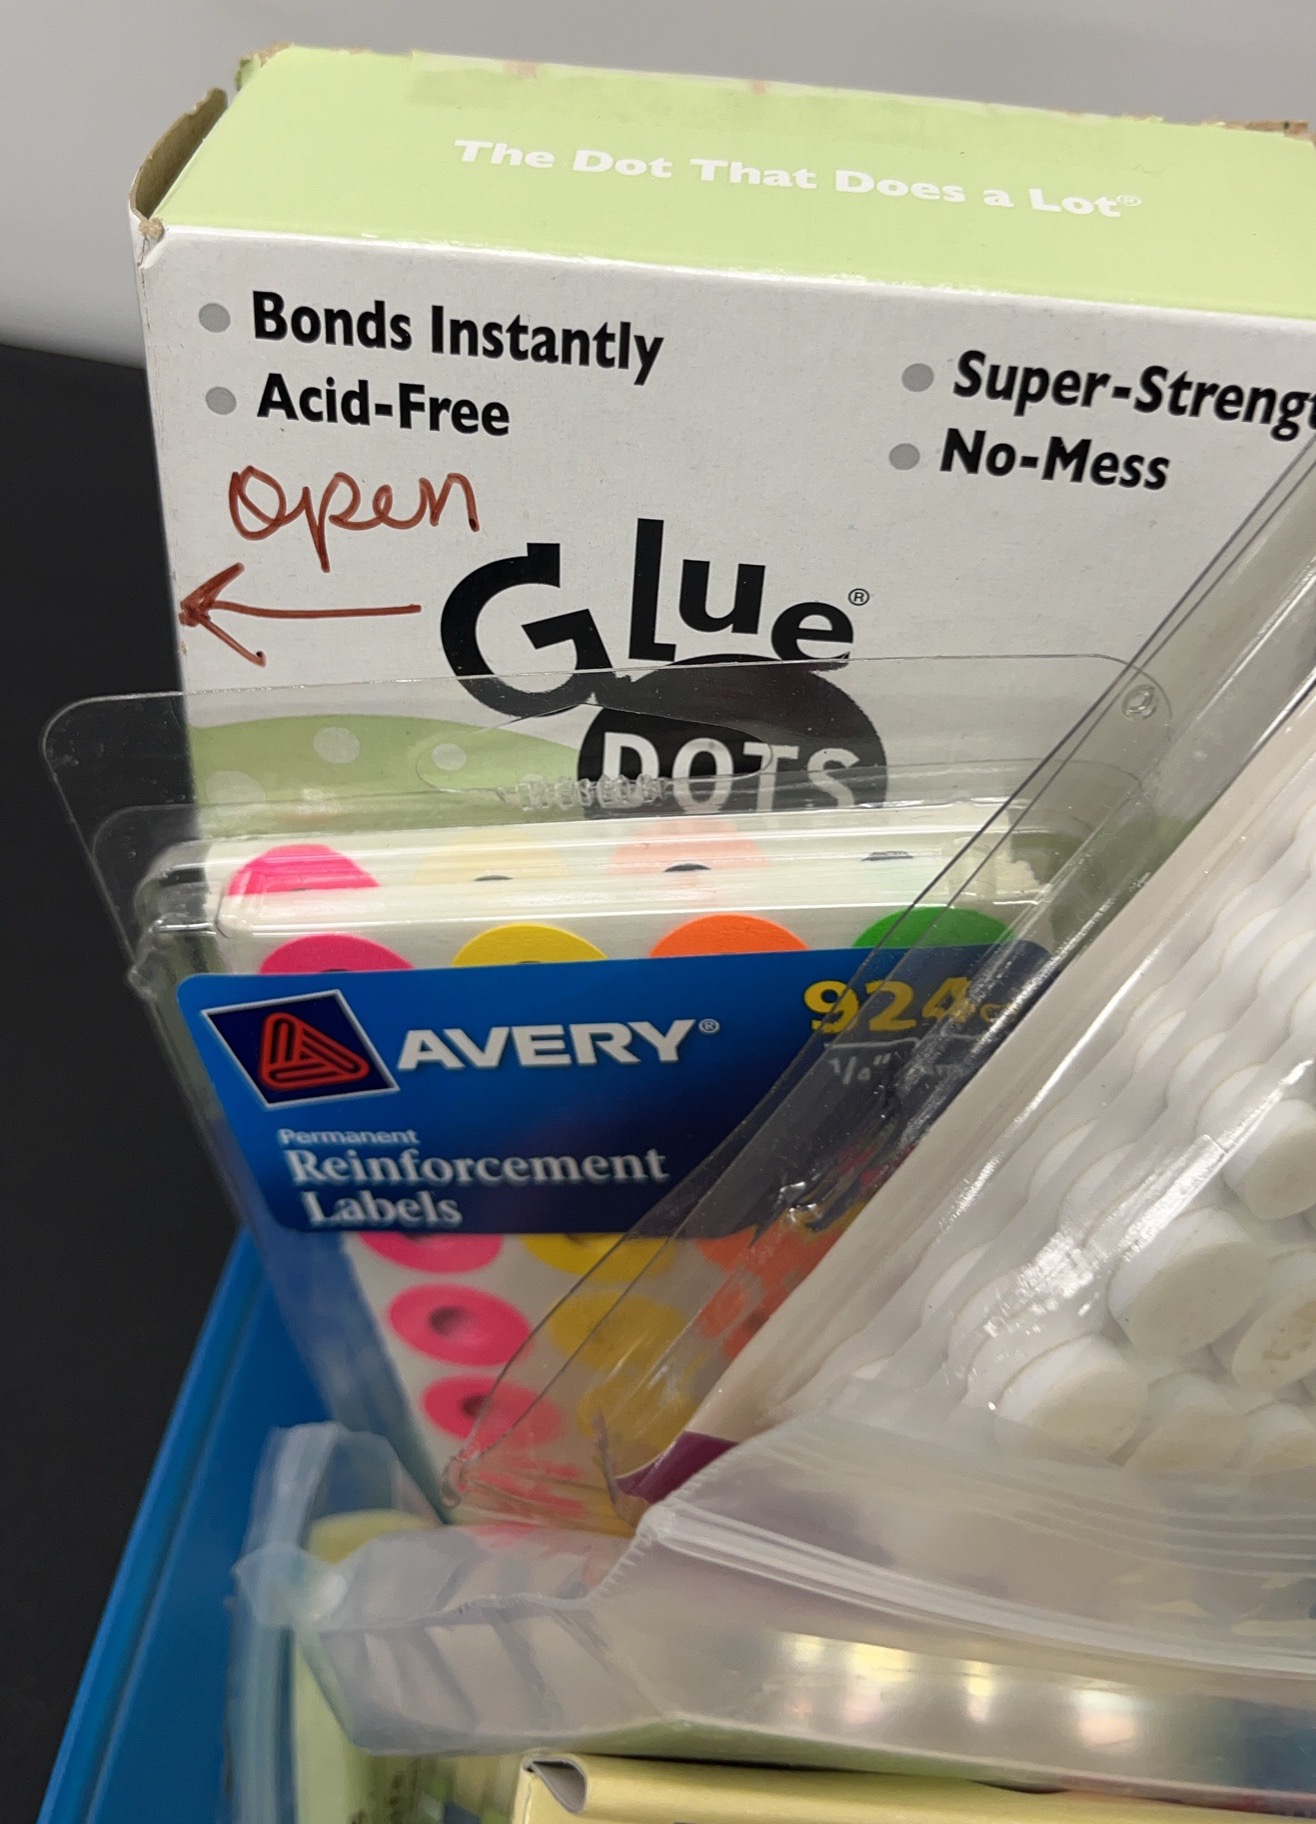 The Dot That Does a Lot®
Bonds Instantly
Acid-Free
Super-Strengt
No-Mess
Open
Glue®
DOTS
AVERY®
924
Permanent
Reinforcement
Labels